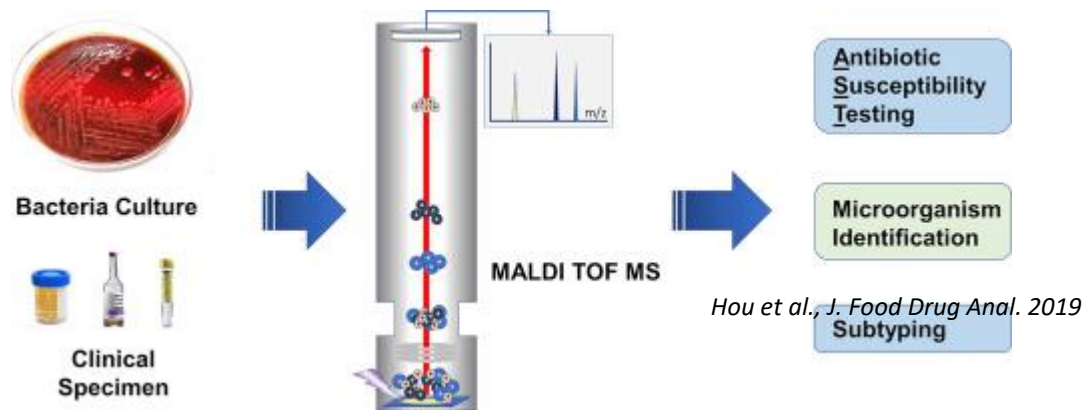 Bacteria Culture
Clinical
Specimen
m/z
MALDI TOF MS
Antibiotic
Susceptibility
Testing
Microorganism
Identification
Hou et al., J. Food Drug Anal. 2019
Subtyping